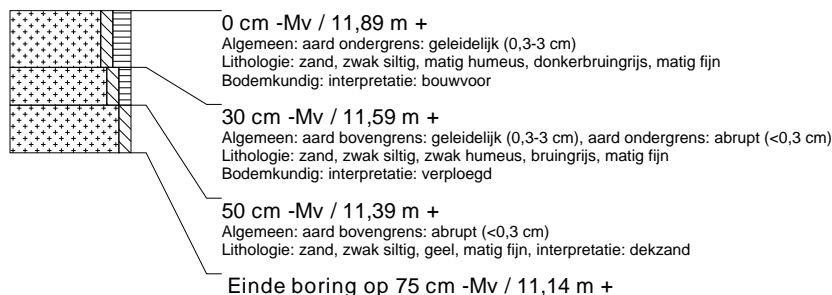 0 cm -Mv / 11,89 m +
Algemeen: aard ondergrens: geleidelijk (0,3-3 cm)
Lithologie: zand, zwak siltig, matig humeus, donkerbruingrijs, matig fijn
Bodemkundig: interpretatie: bouwvoor
30 cm -Mv / 11,59 m +
Algemeen: aard bovengrens: geleidelijk (0,3-3 cm), aard ondergrens: abrupt (<0,3 cm)
Lithologie: zand, zwak siltig, zwak humeus, bruingrijs, matig fijn
Bodemkundig: interpretatie: verploegd
50 cm -Mv / 11,39 m +
Algemeen: aard bovengrens: abrupt (<0,3 cm)
Lithologie: zand, zwak siltig, geel, matig fijn, interpretatie: dekzand
Einde boring op 75 cm -Mv / 11,14 m +